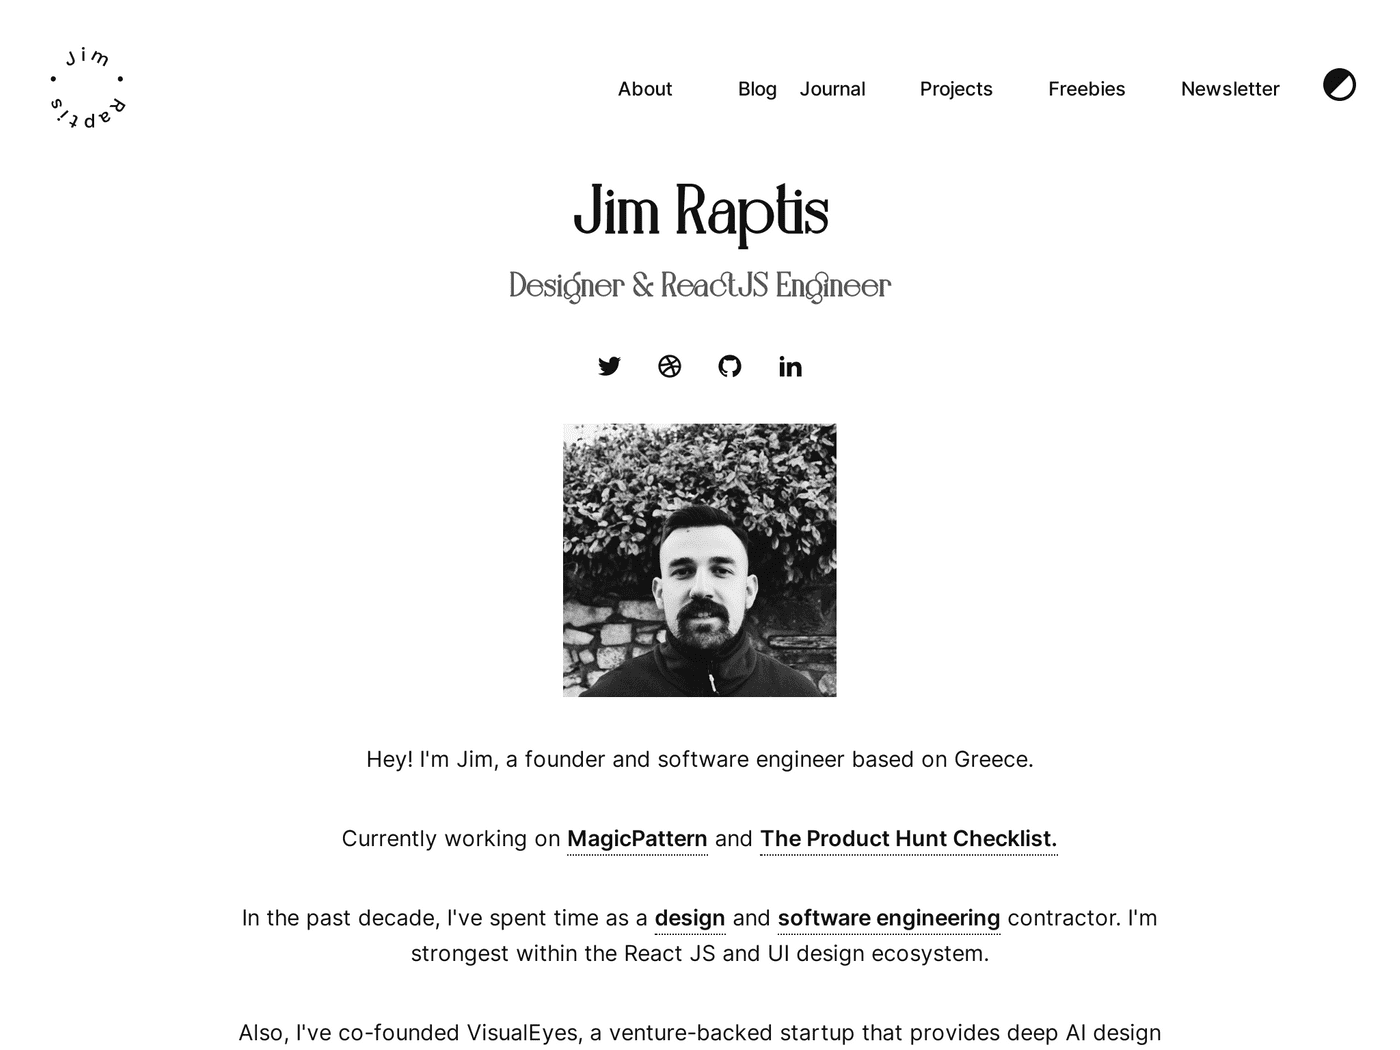 Jim Raptis
About Blog Journal Projects Freebies Newsletter
Jim Raptis
Designer & ReactJS Engineer
Hey! I'm Jim, a founder and software engineer based on Greece.
Currently working on MagicPattern and The Product Hunt Checklist.
In the past decade, I've spent time as a design and software engineering contractor. I'm
strongest within the React JS and UI design ecosystem.
Also, I've co-founded VisualEyes, a venture-backed startup that provides deep AI design